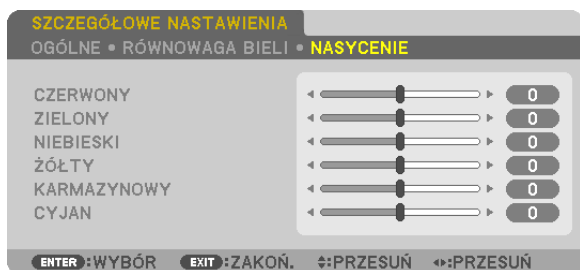 SZCZEGÓŁOWE NASTAWIENIA
OGÓLNE • RÓWNOWAGA BIELI • NASYCENIE
CZERWONY 0
ZIELONY 0
NIEBIESKI 0
ŻÓŁTY 0
KARMAZYNOWY 0
CYJAN 0
ENTER :WYBÓR EXIT :ZAKOŃ. :PRZESUŃ :PRZESUŃ